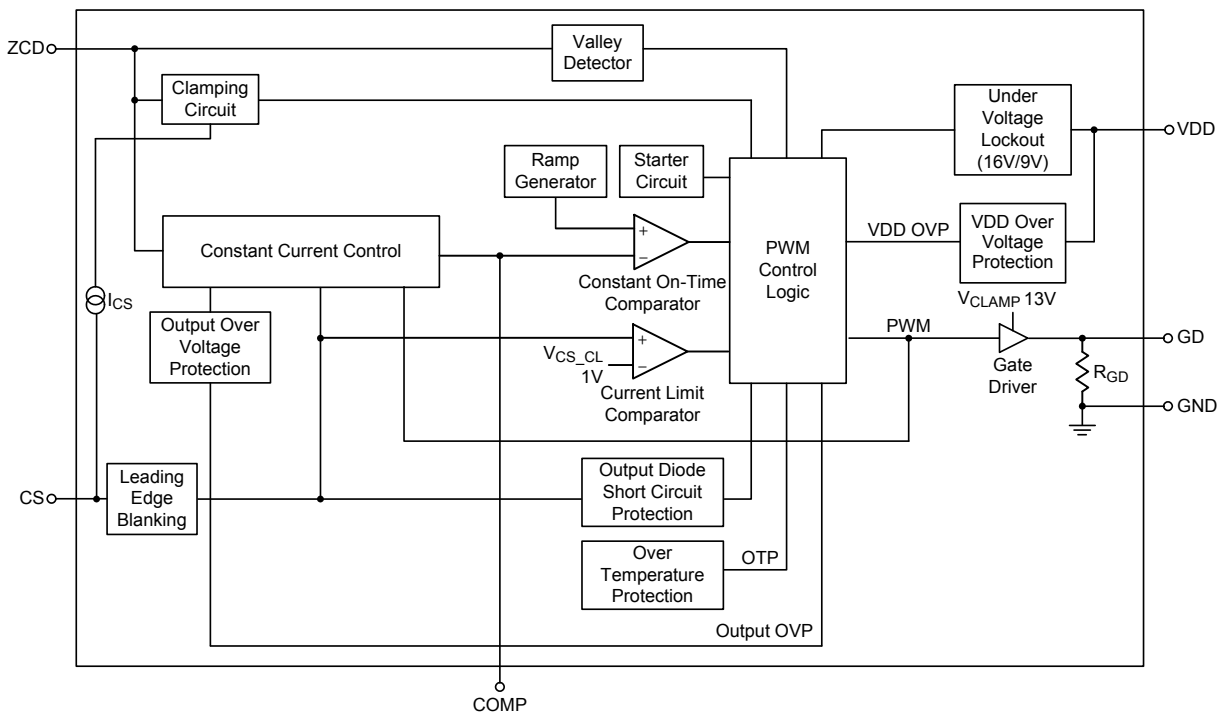 ZCD
Valley
Detector
Clamping
Circuit
Under
Voltage
Lockout
(16V/9V)
VDD
Ramp
Generator
Starter
Circuit
Constant Current Control
+
−
Constant On-Time
Comparator
PWM
Control
Logic
VDD OVP
VDD Over
Voltage
Protection
ICS
Output Over
Voltage
Protection
VCS_CL
1V
+
−
Current Limit
Comparator
PWM
VCLAMP 13V
Gate
Driver
GD
RGD
GND
CS
Leading
Edge
Blanking
Output Diode
Short Circuit
Protection
Over
Temperature
Protection
OTP
Output OVP
COMP